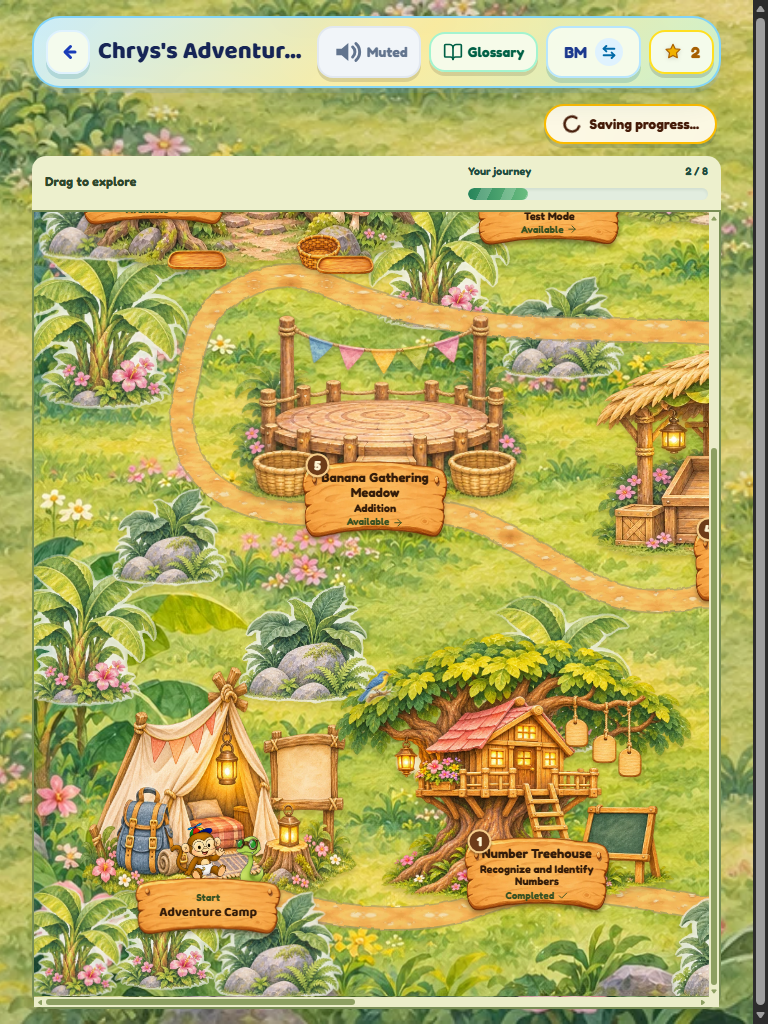 Chrys's Adventur...
Muted
Glossary
BM
2
Saving progress...
Drag to explore
Your journey
2 / 8
Test Mode
Available →
5
Banana Gathering
Meadow
Addition
Available →
1
Number Treehouse
Recognize and Identify
Numbers
Completed ✓
Start
Adventure Camp